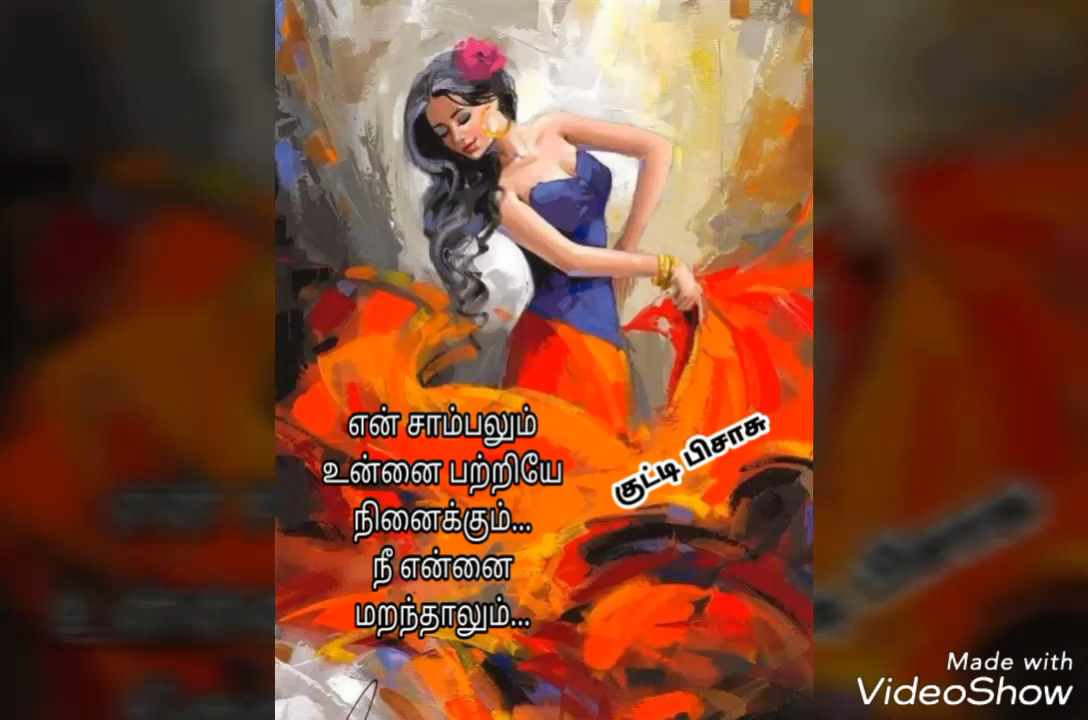 என் சாம்பலும்
உன்னை பற்றியே
நினைக்கும்...
நீ என்னை
மறந்தாலும்...
குட்டி பிசாசு
Made with
VideoShow